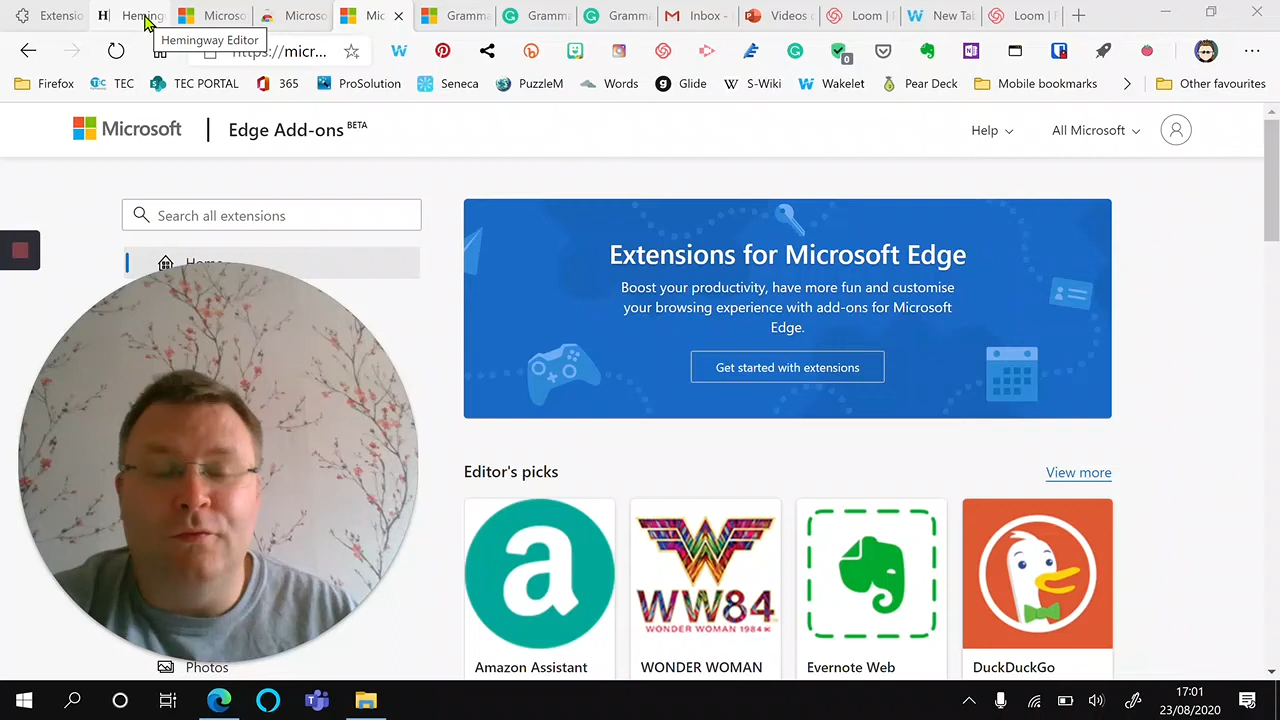 Extensio
Heming
Microso
Microso
Mic
Gramma
Gramma
Gramma
Inbox -
Videos
Loom |
New Tab
Loom | T
Hemingway Editor
https://micr...
0
Firefox
TEC
TEC PORTAL
365
ProSolution
Seneca
PuzzleM
Words
Glide
S-Wiki
Wakelet
Pear Deck
Mobile bookmarks
Other favourites
Microsoft
Edge Add-ons BETA
Help
All Microsoft
Search all extensions
Home
Extensions for Microsoft Edge
Boost your productivity, have more fun and customise
your browsing experience with add-ons for Microsoft
Edge.
Get started with extensions
Editor's picks
View more
a
WW84
WONDER WOMAN 1984
Amazon Assistant
WONDER WOMAN
Evernote Web
DuckDuckGo
Photos
17:01
23/08/2020